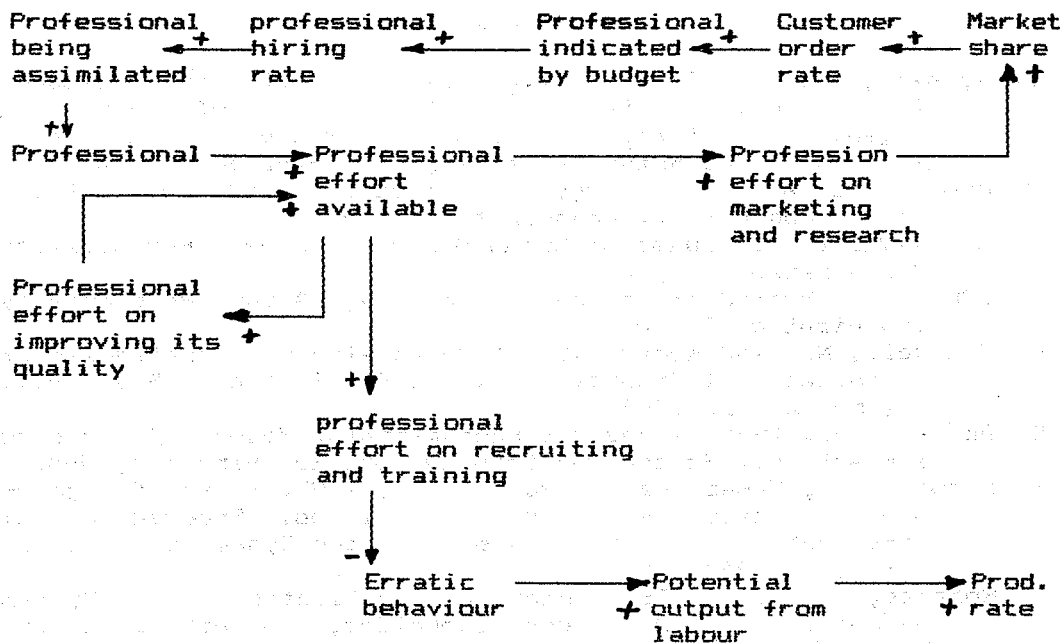 Professional
being
assimilated
professional
hiring
rate
Professional
indicated
by budget
Customer
order
rate
Market
share
+
+
+
+
+
+
Professional
Professional
effort
available
+
+
Profession
effort on
marketing
and research
+
Professional
effort on
improving its
quality
+
+
professional
effort on recruiting
and training
-
Erratic
behaviour
Potential
output from
labour
+
Prod.
rate
+